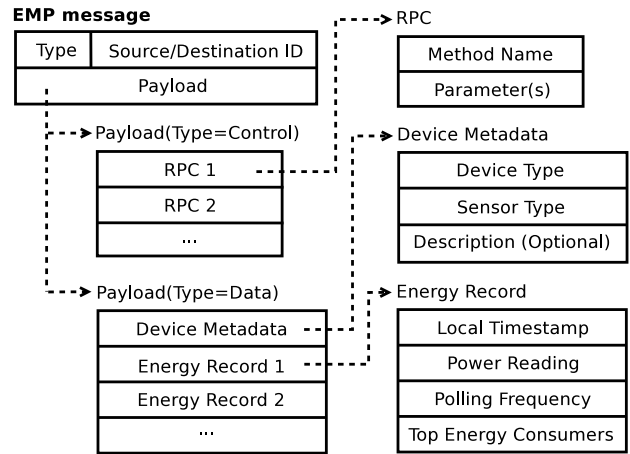 EMP message
Type
Source/Destination ID
Payload
Payload(Type=Control)
RPC 1
RPC 2
...
Payload(Type=Data)
Device Metadata
Energy Record 1
Energy Record 2
...
RPC
Method Name
Parameter(s)
Device Metadata
Device Type
Sensor Type
Description (Optional)
Energy Record
Local Timestamp
Power Reading
Polling Frequency
Top Energy Consumers